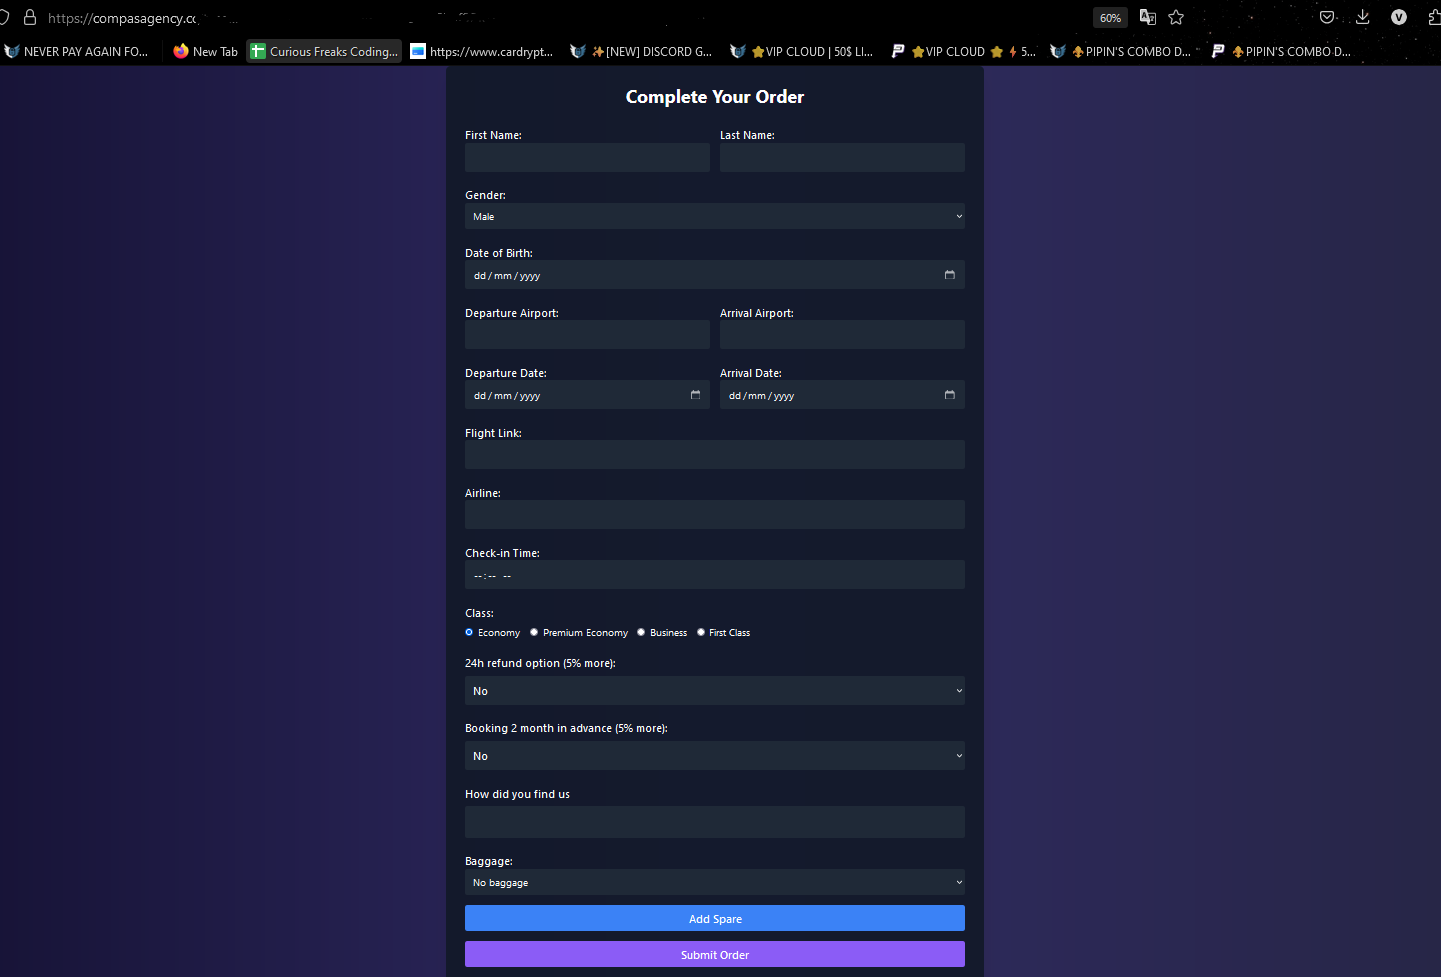 https://compasagency.cc
60%
NEVER PAY AGAIN FO...
New Tab
Curious Freaks Coding...
https://www.cardrypt...
✨[NEW] DISCORD G...
⭐VIP CLOUD | 50$ LI...
⭐VIP CLOUD ⭐⚡5...
⚜️PIPIN'S COMBO D...
⚜️PIPIN'S COMBO D...
Complete Your Order
First Name: Last Name:
Gender:
Male
Date of Birth:
dd / mm / yyyy
Departure Airport: Arrival Airport:
Departure Date: Arrival Date:
dd / mm / yyyy dd / mm / yyyy
Flight Link:
Airline:
Check-in Time:
--:-- --
Class:
Economy Premium Economy Business First Class
24h refund option (5% more):
No
Booking 2 month in advance (5% more):
No
How did you find us
Baggage:
No baggage
Add Spare
Submit Order